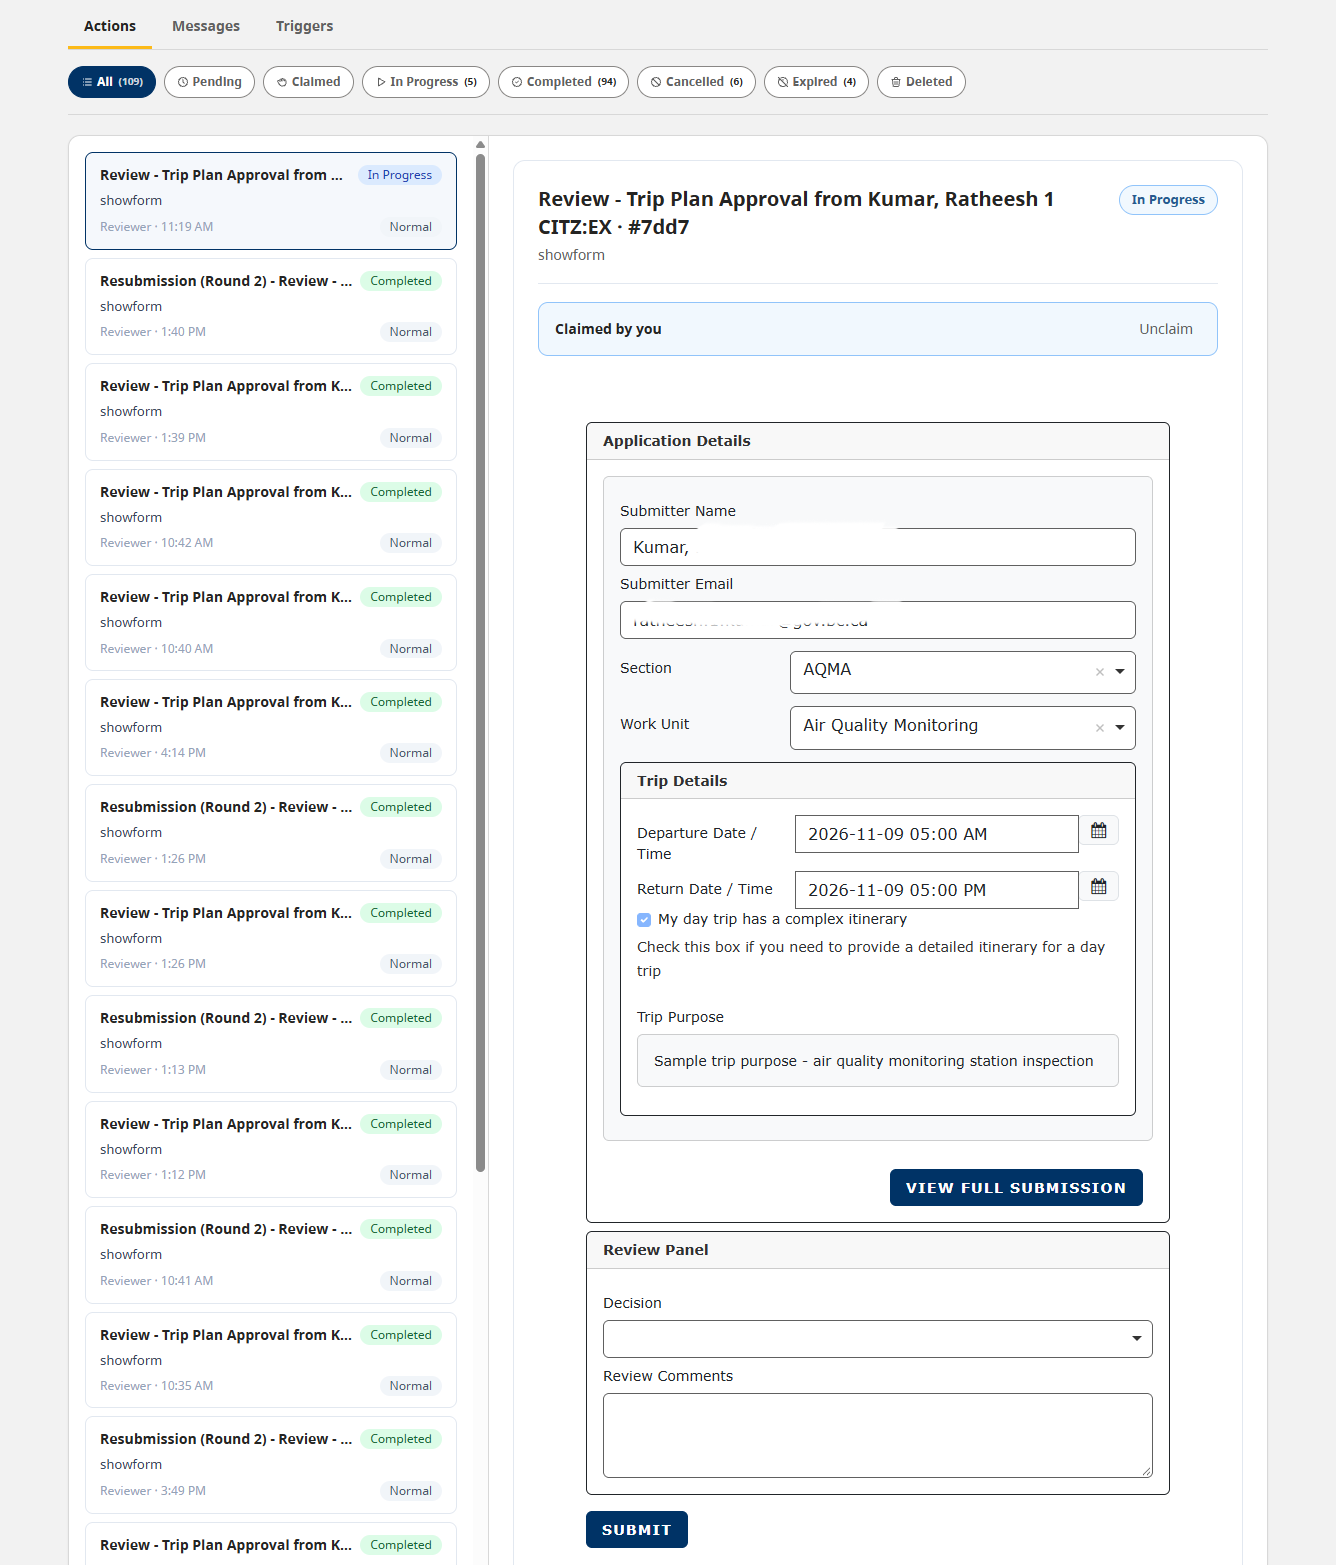 Actions Messages Triggers
All (109) Pending Claimed In Progress (5) Completed (94) Cancelled (6) Expired (4) Deleted
Review - Trip Plan Approval from ... In Progress
showform
Reviewer · 11:19 AM Normal
Resubmission (Round 2) - Review - ... Completed
showform
Reviewer · 1:40 PM Normal
Review - Trip Plan Approval from K... Completed
showform
Reviewer · 1:39 PM Normal
Review - Trip Plan Approval from K... Completed
showform
Reviewer · 10:42 AM Normal
Review - Trip Plan Approval from K... Completed
showform
Reviewer · 10:40 AM Normal
Review - Trip Plan Approval from K... Completed
showform
Reviewer · 4:14 PM Normal
Resubmission (Round 2) - Review - ... Completed
showform
Reviewer · 1:26 PM Normal
Review - Trip Plan Approval from K... Completed
showform
Reviewer · 1:26 PM Normal
Resubmission (Round 2) - Review - ... Completed
showform
Reviewer · 1:13 PM Normal
Review - Trip Plan Approval from K... Completed
showform
Reviewer · 1:12 PM Normal
Resubmission (Round 2) - Review - ... Completed
showform
Reviewer · 10:41 AM Normal
Review - Trip Plan Approval from K... Completed
showform
Reviewer · 10:35 AM Normal
Resubmission (Round 2) - Review - ... Completed
showform
Reviewer · 3:49 PM Normal
Review - Trip Plan Approval from K... Completed
Review - Trip Plan Approval from Kumar, Ratheesh 1
CITZ:EX · #7dd7
In Progress
showform
Claimed by you Unclaim
Application Details
Submitter Name
Kumar,
Submitter Email
Section AQMA
Work Unit Air Quality Monitoring
Trip Details
Departure Date /
Time
2026-11-09 05:00 AM
Return Date / Time 2026-11-09 05:00 PM
My day trip has a complex itinerary
Check this box if you need to provide a detailed itinerary for a day
trip
Trip Purpose
Sample trip purpose - air quality monitoring station inspection
VIEW FULL SUBMISSION
Review Panel
Decision
Review Comments
SUBMIT